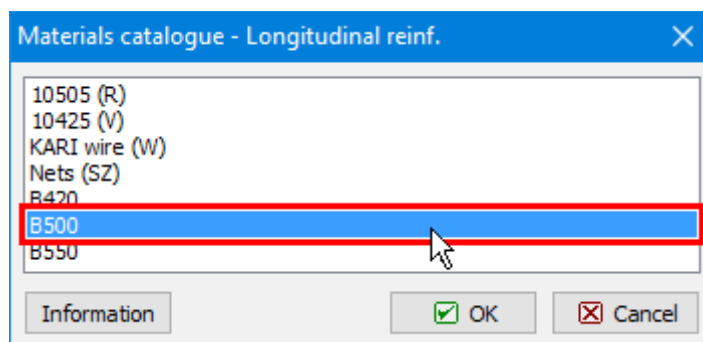 Materials catalogue - Longitudinal reinf.
10505 (R)
10425 (V)
KARI wire (W)
Nets (SZ)
B420
B500
B550
Information
OK
Cancel